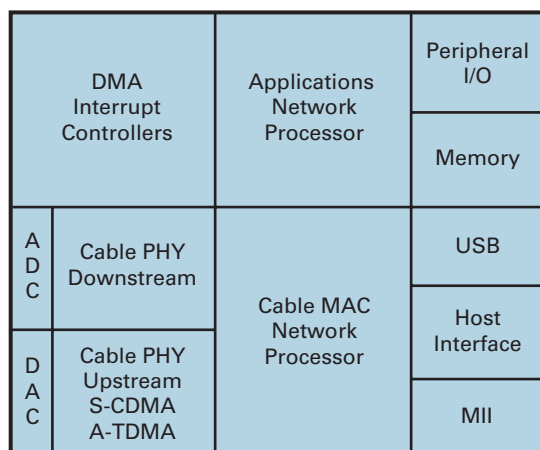 DMA
Interrupt
Controllers
Applications
Network
Processor
Peripheral
I/O
Memory
A
D
C
Cable PHY
Downstream
Cable MAC
Network
Processor
USB
Host
Interface
D
A
C
Cable PHY
Upstream
S-CDMA
A-TDMA
MII